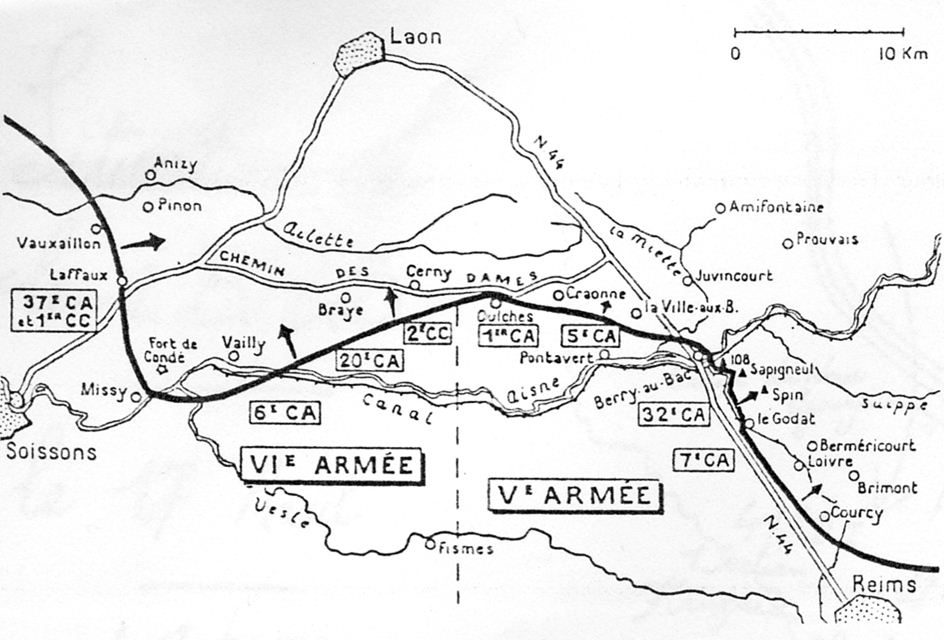 Laon
0 10 Km
N 44
Anizy
Pinon
Amifontaine
Vauxaillon
Ailette
la Miette
Prouvais
CHEMIN DES DAMES
Cerny
Juvincourt
Laffaux
Braye
Craonne
37E CA
et 1ER CC
Oulches
la Ville-aux-B.
2E CC
1ER CA
5E CA
Fort de
Condé
Vailly
20E CA
Pontavert
108
Sapigneul
Missy
Aisne
Berry-au-Bac
Spin
Suippe
6E CA
Canal
32E CA
le Godat
Soissons
VIE ARMÉE
7E CA
Berméricourt
Loivre
Brimont
VE ARMÉE
Vesle
Courcy
N 44
Fismes
Reims